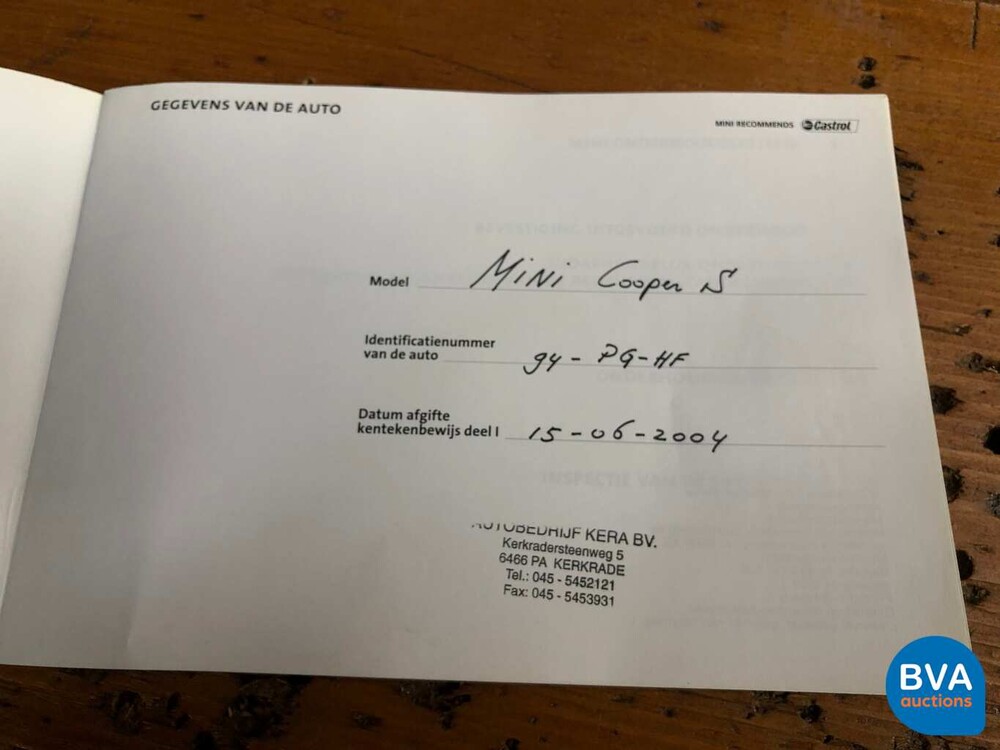 GEGEVENS VAN DE AUTO
MINI RECOMMENDS Castrol
Model Mini Cooper S
Identificatienummer
van de auto 94-PG-HF
Datum afgifte
kentekenbewijs deel I 15-06-2004
AUTOBEDRIJF KERA BV.
Kerkradersteenweg 5
6466 PA KERKRADE
Tel.: 045 - 5452121
Fax: 045 - 5453931
BVA
auctions